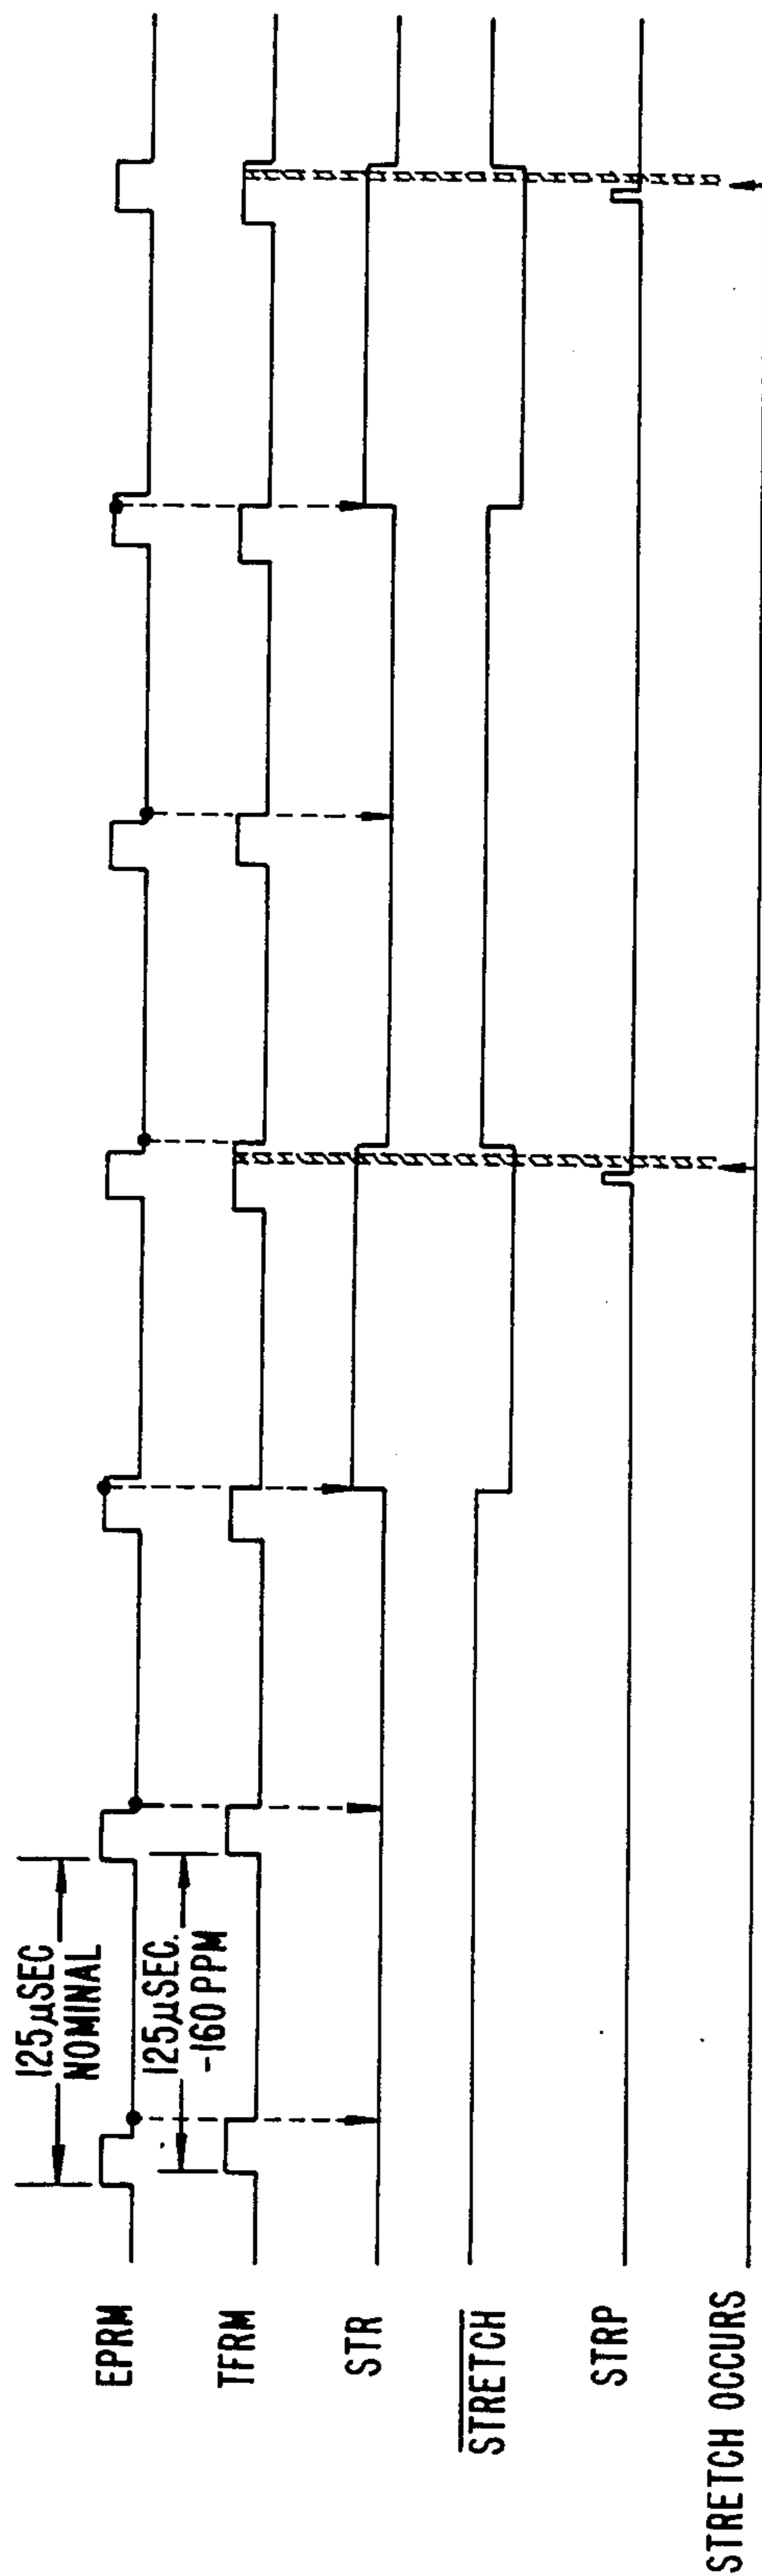 125µSEC
NOMINAL
125µSEC.
-160 PPM
EPRM
TFRM
STR
STRETCH
STRP
STRETCH OCCURS